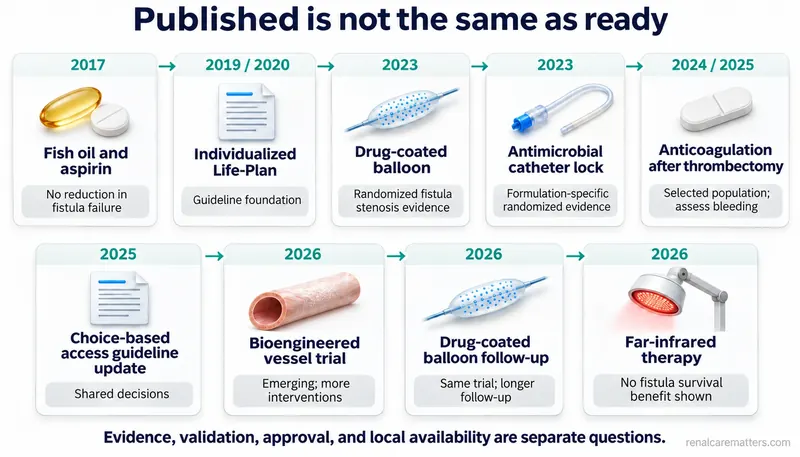 Published is not the same as ready
2017
Fish oil and
aspirin
No reduction in
fistula failure
2019 / 2020
Individualized
Life-Plan
Guideline foundation
2023
Drug-coated
balloon
Randomized fistula
stenosis evidence
2023
Antimicrobial
catheter lock
Formulation-specific
randomized evidence
2024 / 2025
Anticoagulation
after thrombectomy
Selected population;
assess bleeding
2025
Choice-based
access guideline
update
Shared decisions
2026
Bioengineered
vessel trial
Emerging; more
interventions
2026
Drug-coated
balloon follow-up
Same trial; longer
follow-up
2026
Far-infrared
therapy
No fistula survival
benefit shown
Evidence, validation, approval, and local availability are separate questions.
renalcarematters.com